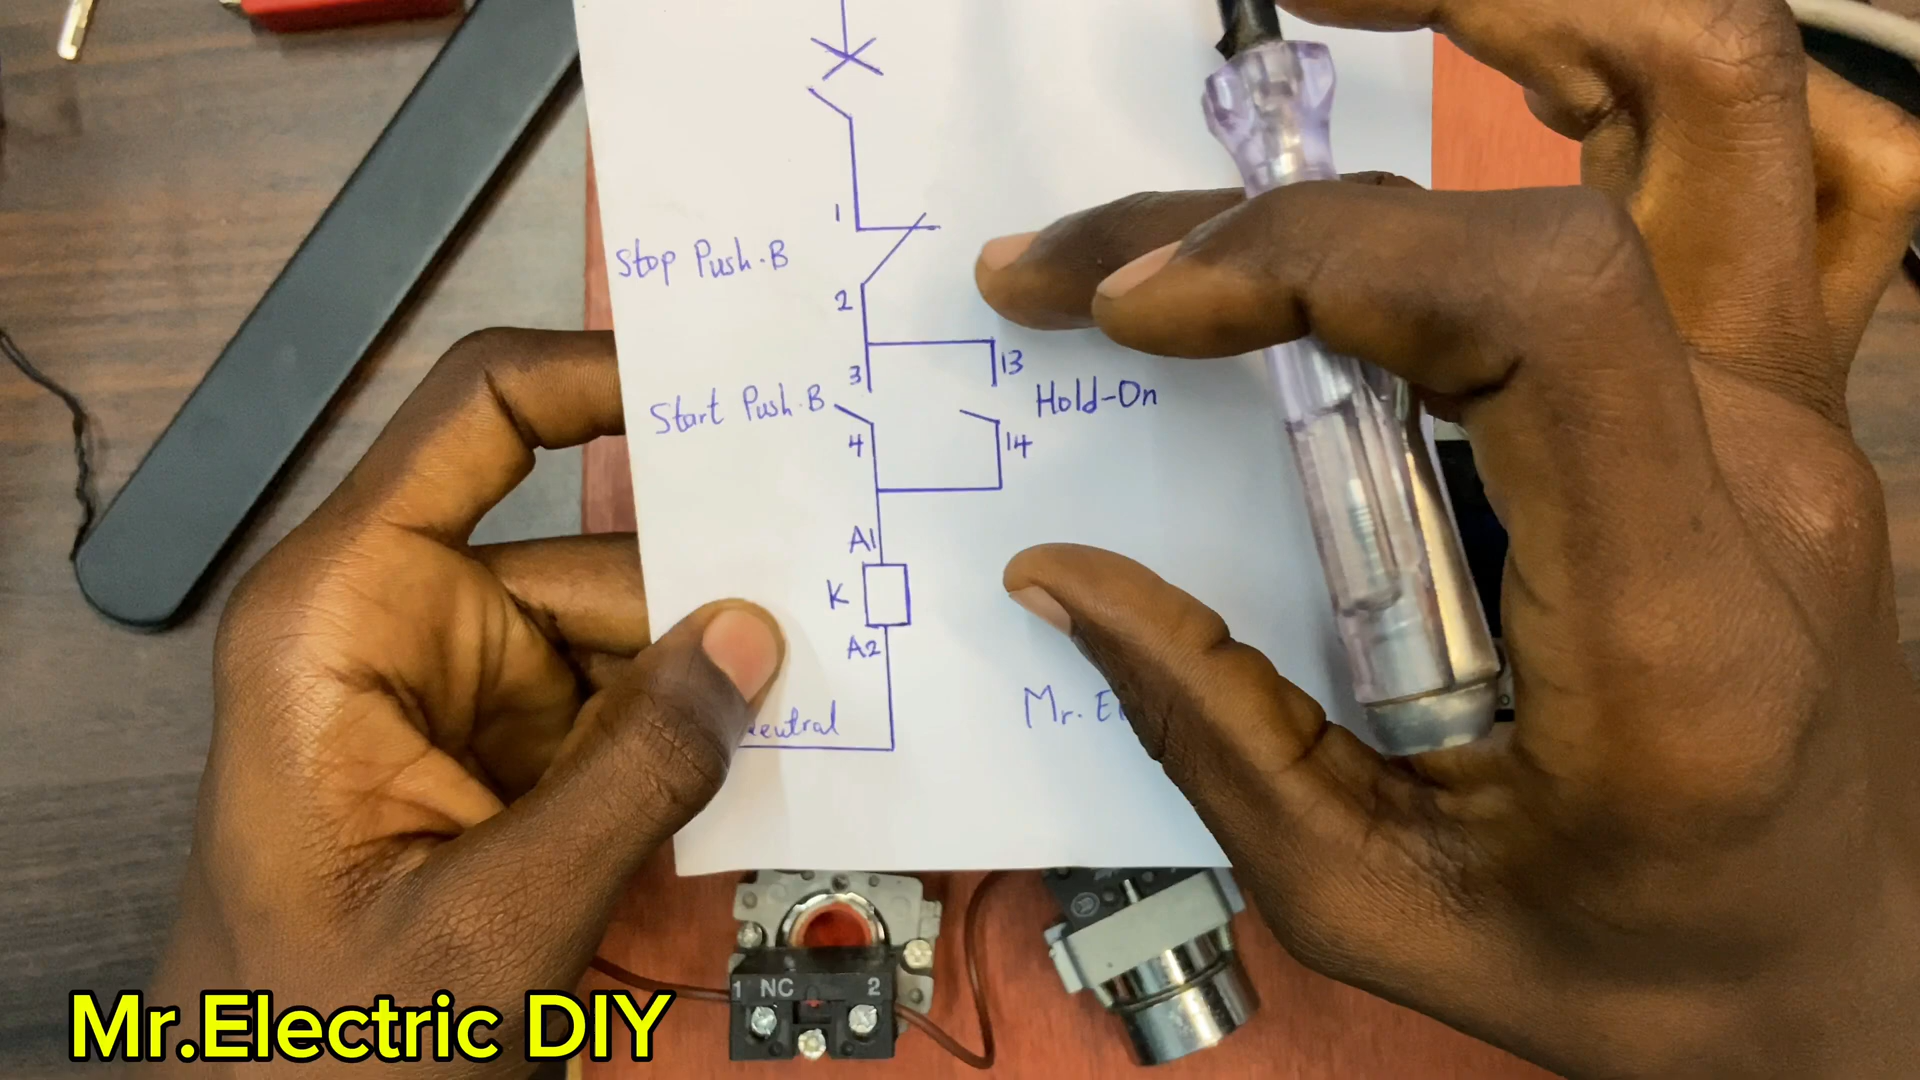 1
Stop Push.B
2
3
13
Start Push.B
Hold-On
4
14
A1
K
A2
Mr.
1 NC 2
Mr.Electric DIY